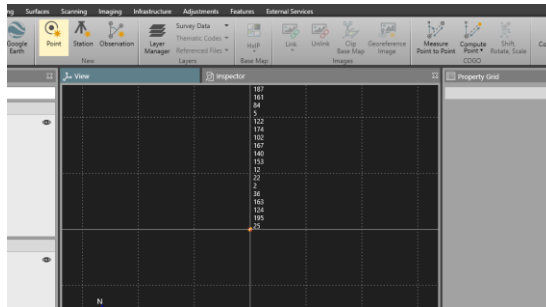 Surfaces Scanning Imaging Infrastructure Adjustments Features External Services
Google Earth
Point
Station
Observation
New
Layer Manager
Survey Data
Thematic Codes
Referenced Files
Layers
HxIP
Base Map
Link
Unlink
Clip Base Map
Georeference Image
Images
Measure Point to Point
Compute Point
Shift, Rotate, Scale
COGO
View
Inspector
Property Grid
187
161
84
5
122
174
102
167
140
153
12
22
2
36
163
124
195
25
N